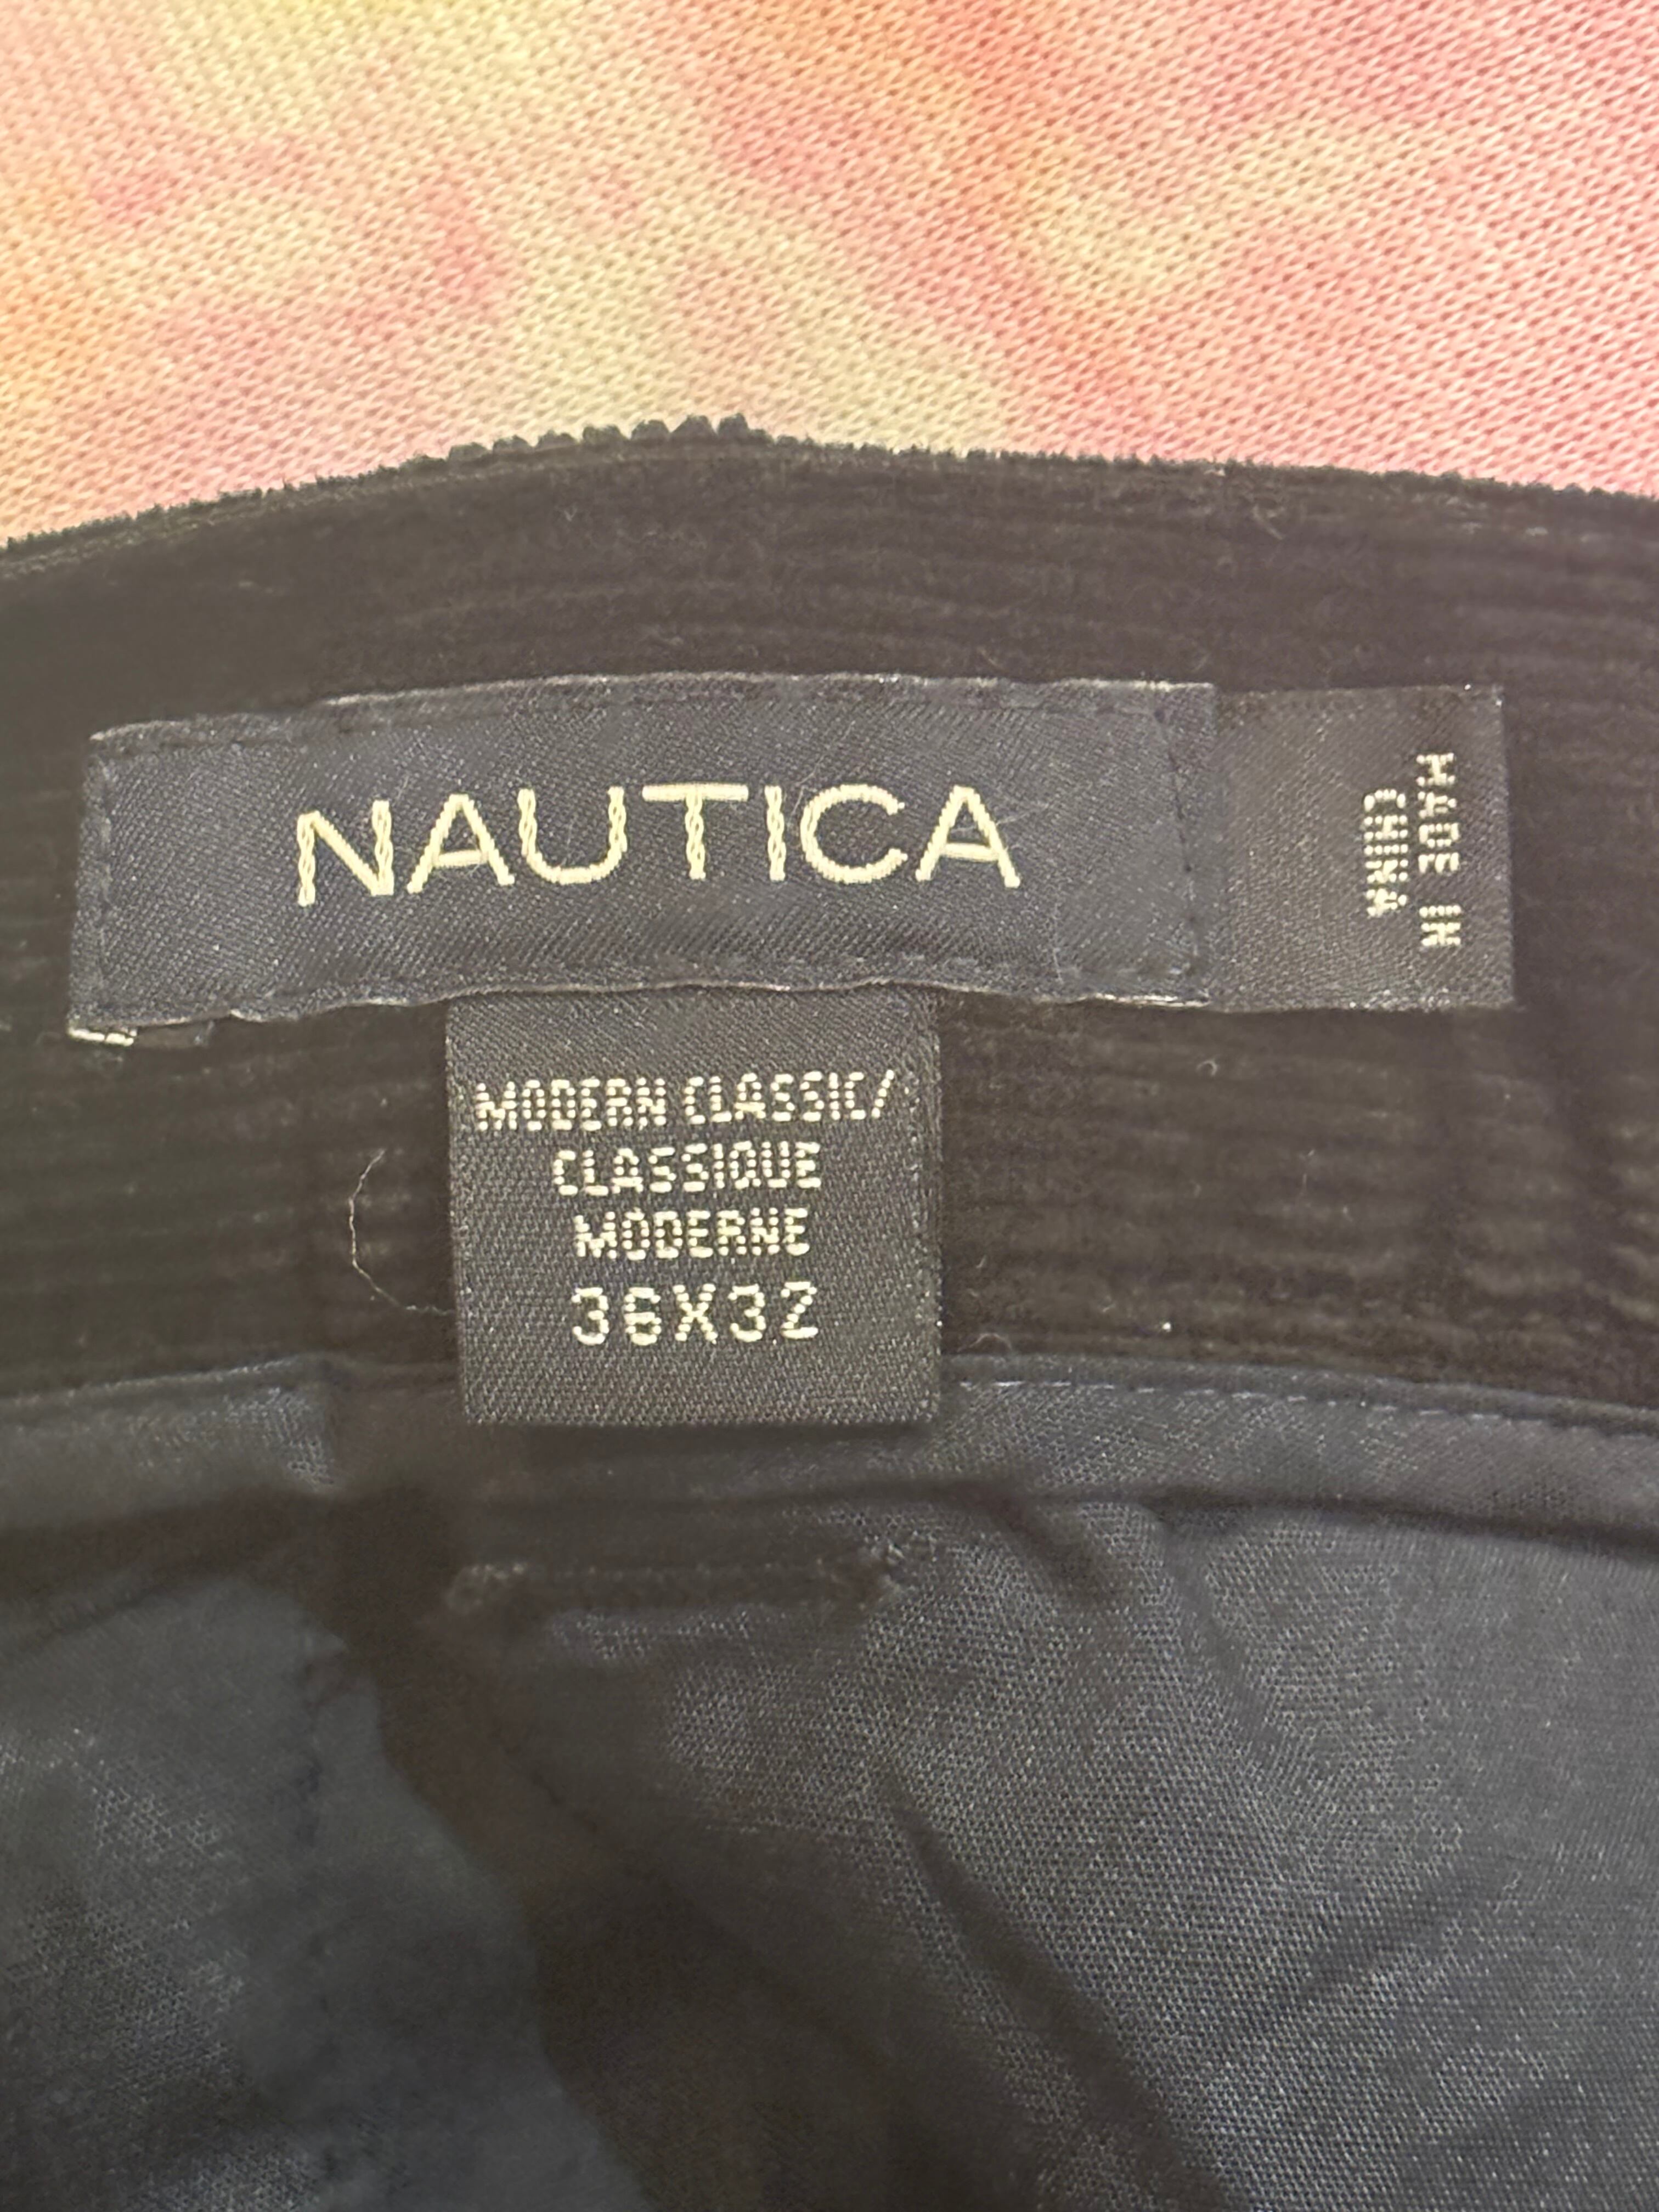 NAUTICA
MADE IN
CHINA
MODERN CLASSIC/
CLASSIQUE
MODERNE
36X32